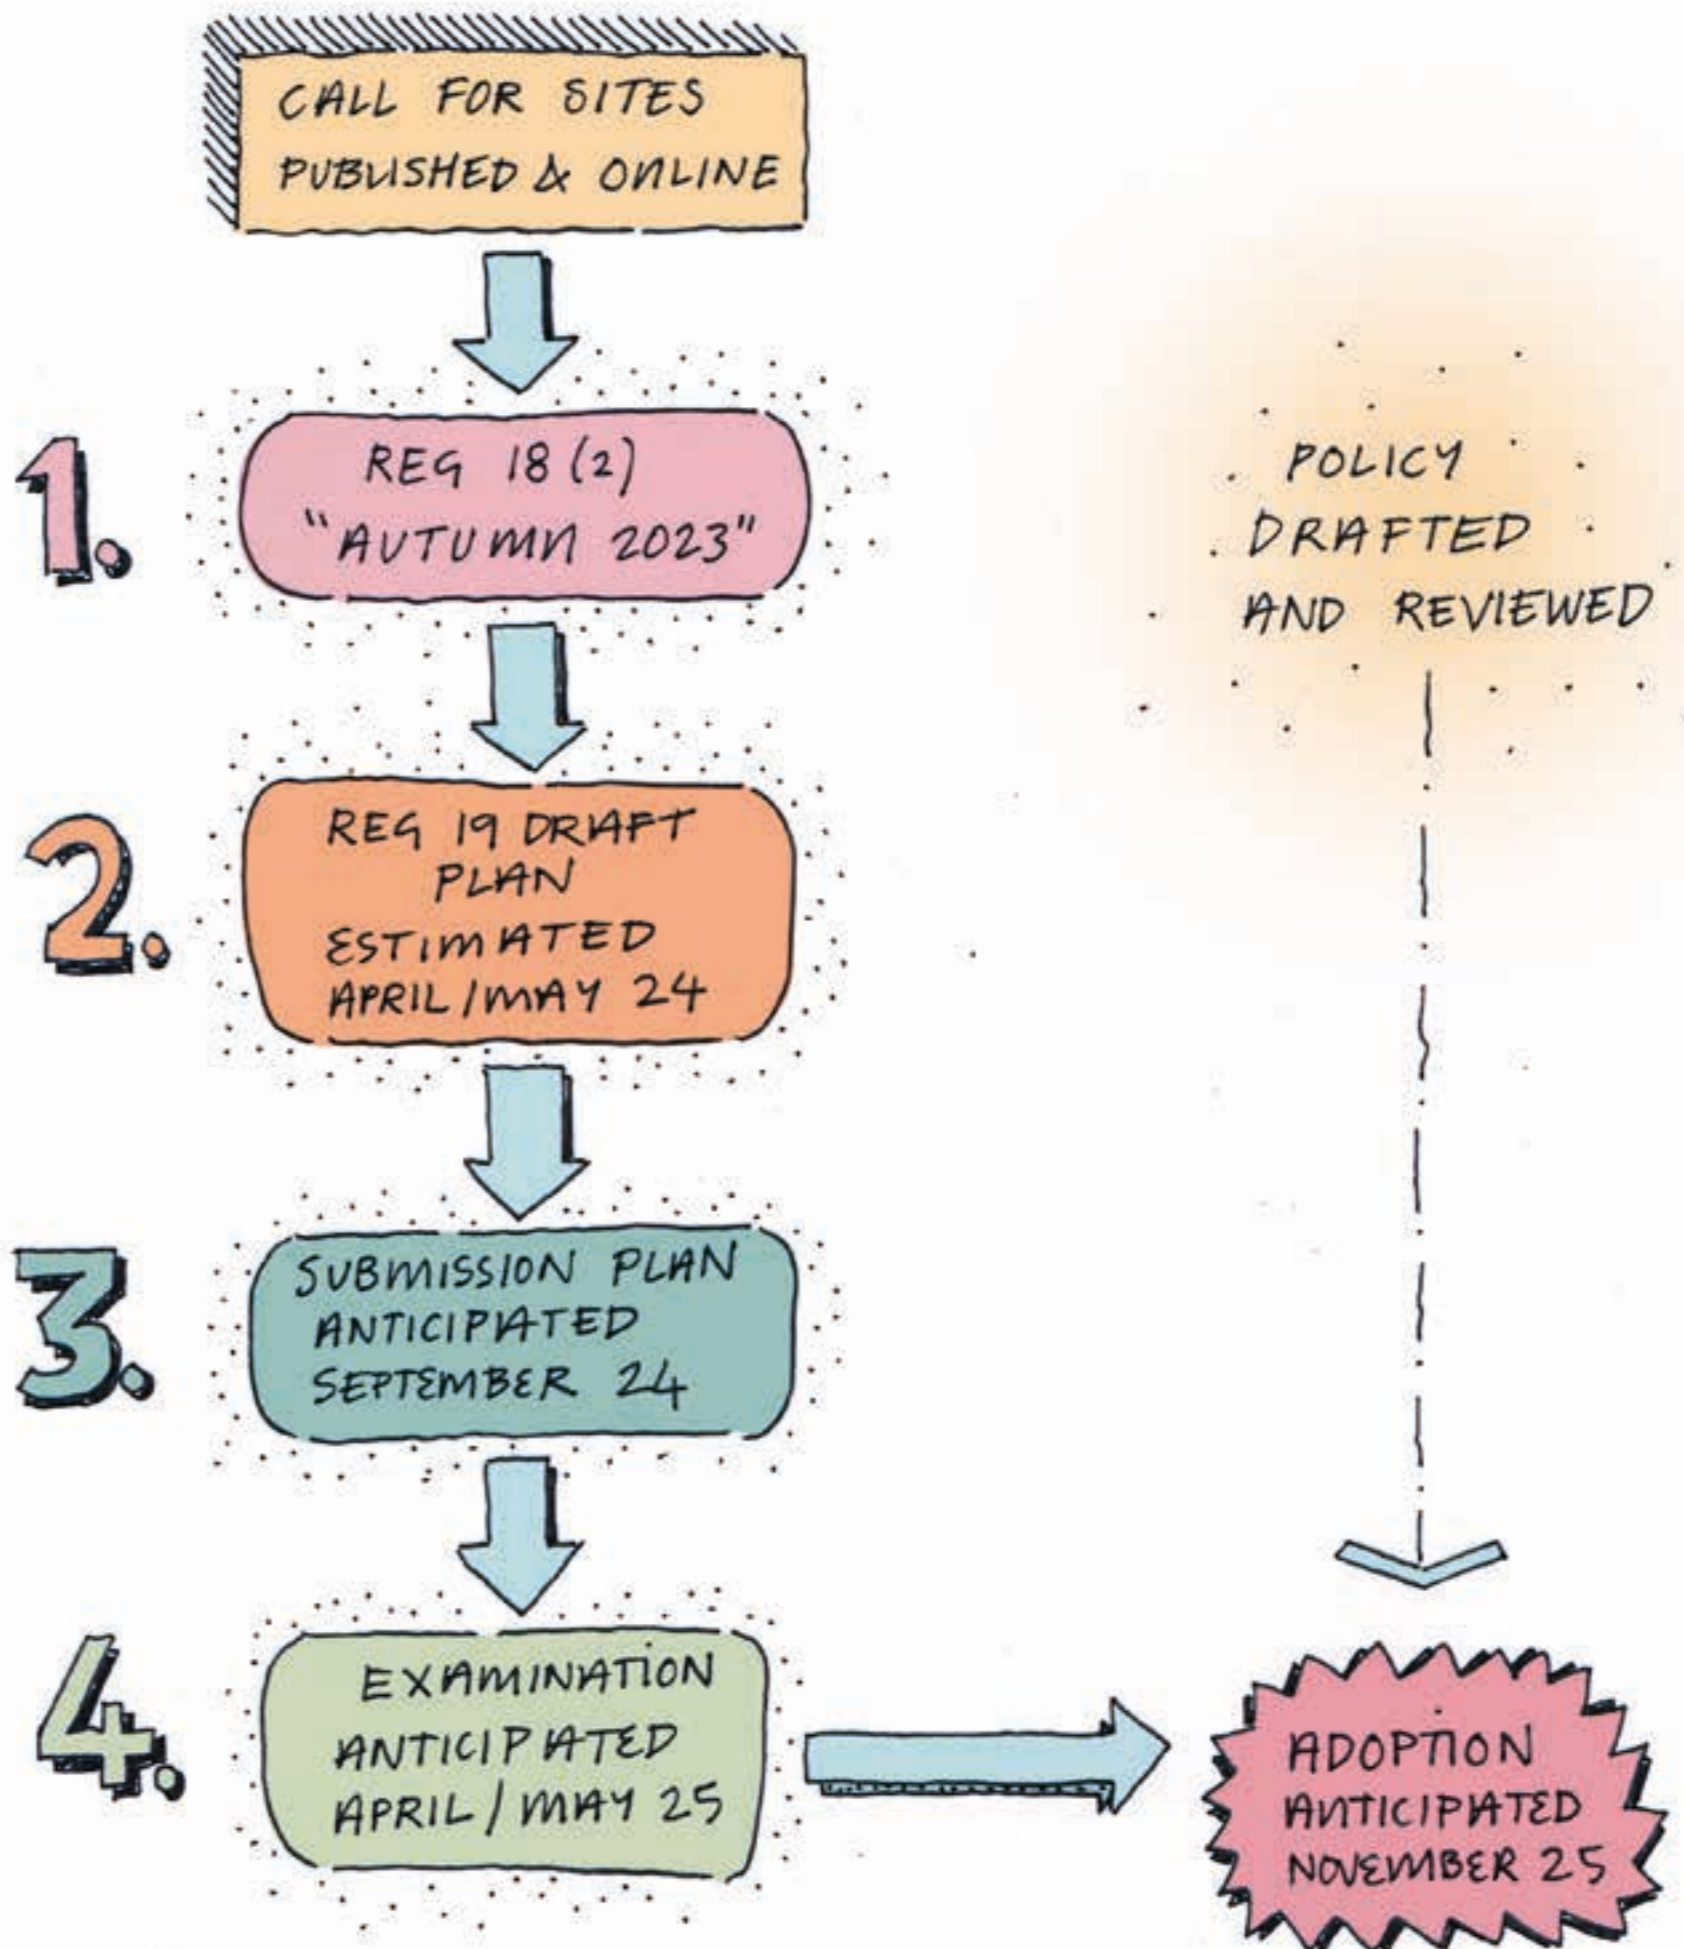 CALL FOR SITES
PUBLISHED & ONLINE
1.
REG 18 (2)
"AUTUMN 2023"
POLICY
DRAFTED
AND REVIEWED
2.
REG 19 DRAFT
PLAN
ESTIMATED
APRIL/MAY 24
3.
SUBMISSION PLAN
ANTICIPATED
SEPTEMBER 24
4.
EXAMINATION
ANTICIPATED
APRIL/MAY 25
ADOPTION
ANTICIPATED
NOVEMBER 25